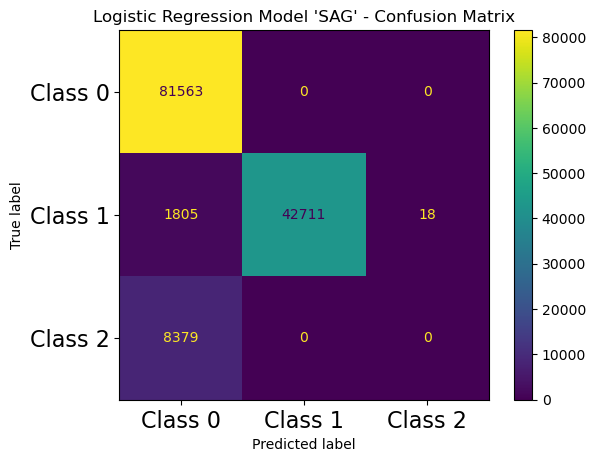 Logistic Regression Model 'SAG' - Confusion Matrix
True label
Class 0
81563 0 0
Class 1
1805 42711 18
Class 2
8379 0 0
Class 0 Class 1 Class 2
Predicted label
80000
70000
60000
50000
40000
30000
20000
10000
0